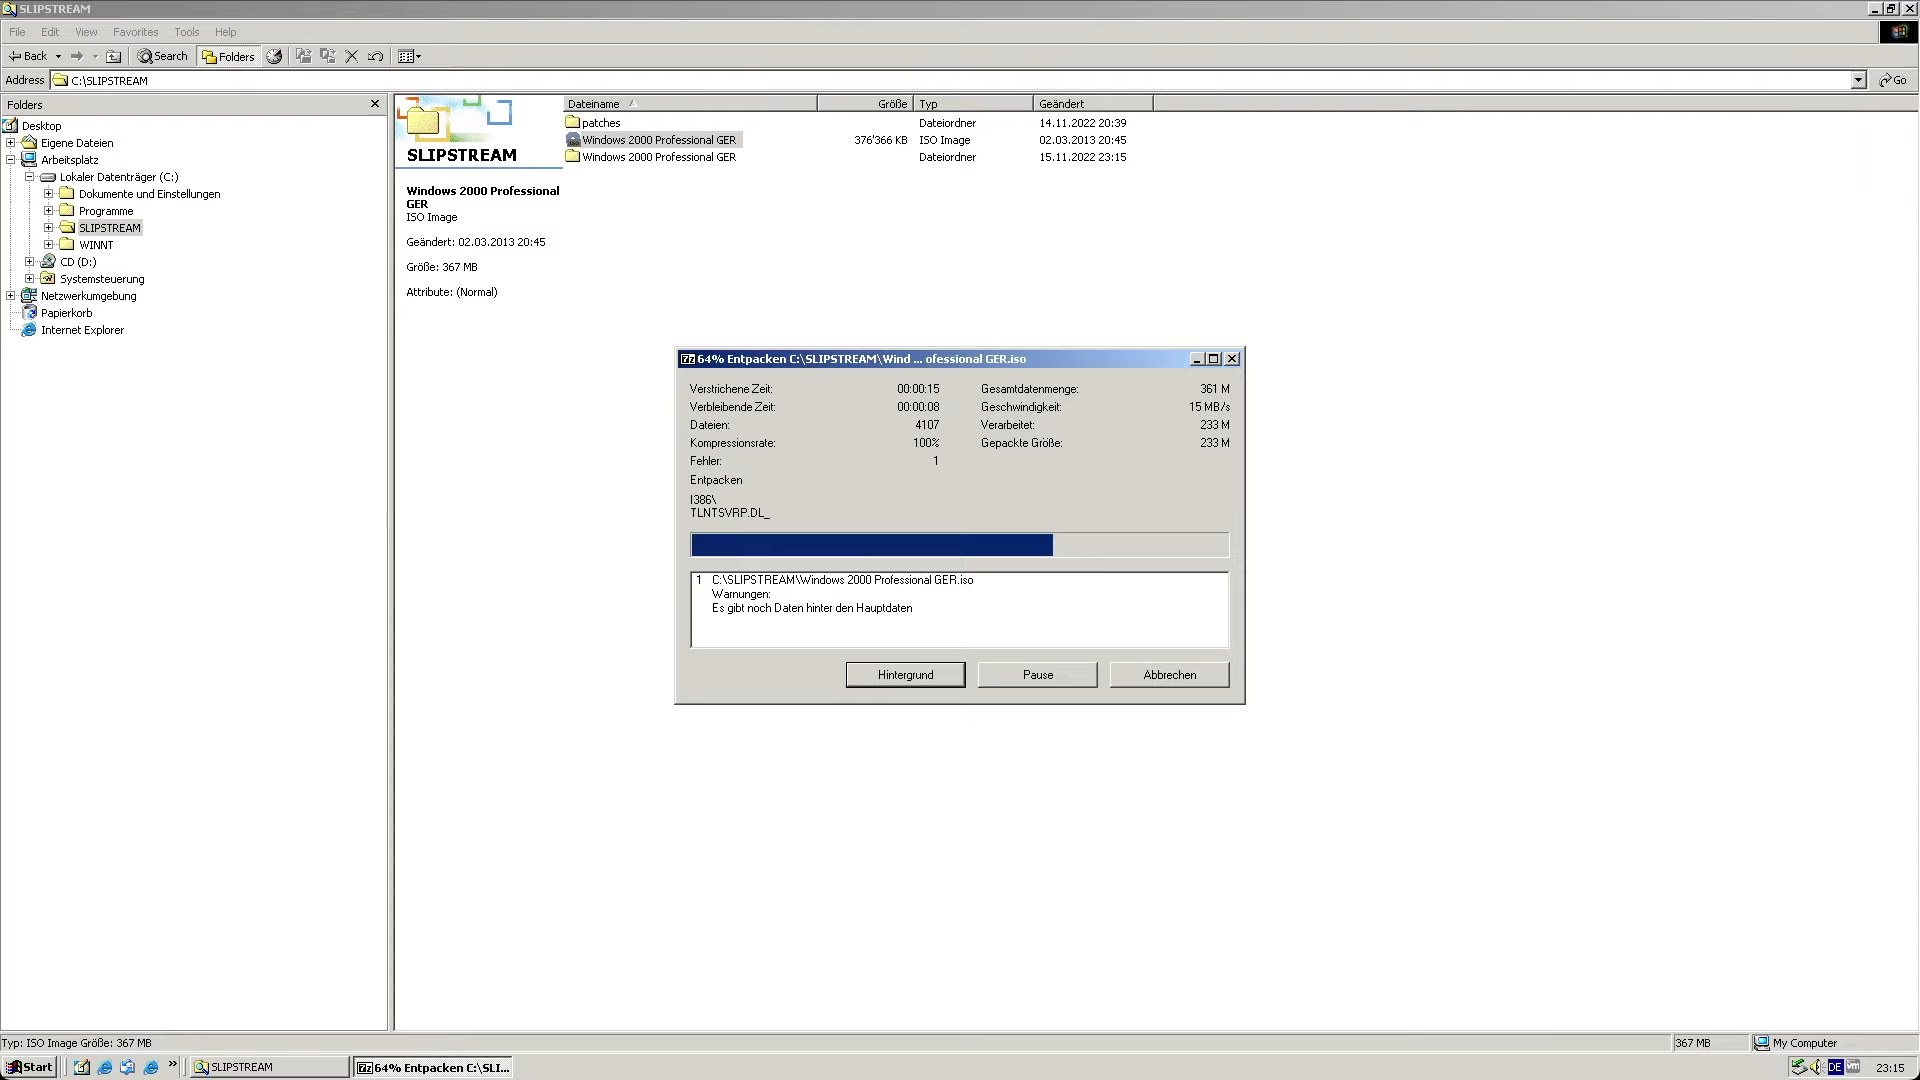 SLIPSTREAM
File Edit View Favorites Tools Help
Back Search Folders
Address C:\SLIPSTREAM Go
Folders
Desktop
Eigene Dateien
Arbeitsplatz
Lokaler Datenträger (C:)
Dokumente und Einstellungen
Programme
SLIPSTREAM
WINNT
CD (D:)
Systemsteuerung
Netzwerkumgebung
Papierkorb
Internet Explorer
SLIPSTREAM
Windows 2000 Professional
GER
ISO Image
Geändert: 02.03.2013 20:45
Größe: 367 MB
Attribute: (Normal)
Dateiname Größe Typ Geändert
patches Dateiordner 14.11.2022 20:39
Windows 2000 Professional GER 376'366 KB ISO Image 02.03.2013 20:45
Windows 2000 Professional GER Dateiordner 15.11.2022 23:15
7z 64% Entpacken C:\SLIPSTREAM\Wind ... ofessional GER.iso
Verstrichene Zeit: 00:00:15 Gesamtdatenmenge: 361 M
Verbleibende Zeit: 00:00:08 Geschwindigkeit: 15 MB/s
Dateien: 4107 Verarbeitet: 233 M
Kompressionsrate: 100% Gepackte Größe: 233 M
Fehler: 1
Entpacken
I386\
TLNTSVRP.DL_
1 C:\SLIPSTREAM\Windows 2000 Professional GER.iso
Warnungen:
Es gibt noch Daten hinter den Hauptdaten
Hintergrund Pause Abbrechen
Typ: ISO Image Größe: 367 MB 367 MB My Computer
Start SLIPSTREAM 7z 64% Entpacken C:\SLI... DE vm 23:15